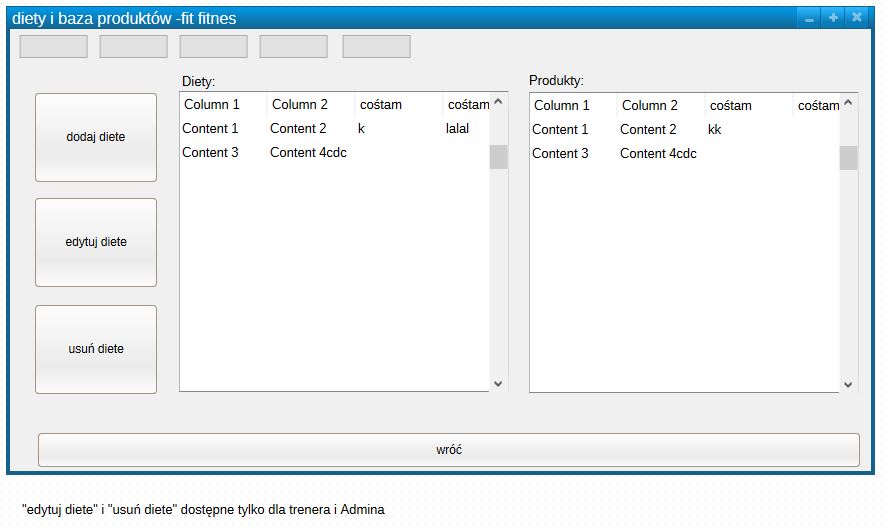 diety i baza produktów -fit fitnes
Diety:
Column 1 Column 2 cośtam cośtam
Content 1 Content 2 k lalal
Content 3 Content 4cdc
Produkty:
Column 1 Column 2 cośtam cośtam
Content 1 Content 2 kk
Content 3 Content 4cdc
dodaj diete
edytuj diete
usuń diete
wróć
"edytuj diete" i "usuń diete" dostępne tylko dla trenera i Admina